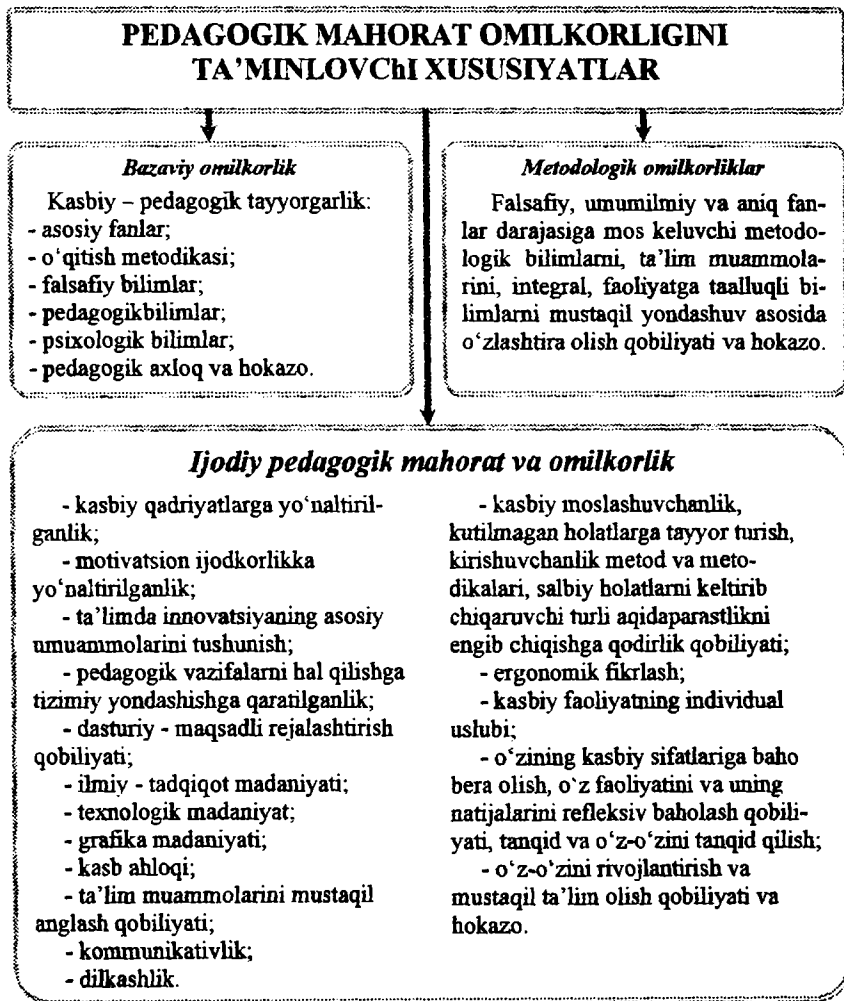 PEDAGOGIK MAHORAT OMILKORLIGINI
TA’MINLOVChI XUSUSIYATLAR
Bazaviy omilkorlik
Kasbiy – pedagogik tayyorgarlik:
- asosiy fanlar;
- o‘qitish metodikasi;
- falsafiy bilimlar;
- pedagogikbilimlar;
- psixologik bilimlar;
- pedagogik axloq va hokazo.
Metodologik omilkorliklar
Falsafiy, umumilmiy va aniq fan-
lar darajasiga mos keluvchi metodo-
logik bilimlarni, ta’lim muammola-
rini, integral, faoliyatga taalluqli bi-
limlarni mustaqil yondashuv asosida
o‘zlashtira olish qobiliyati va hokazo.
Ijodiy pedagogik mahorat va omilkorlik
- kasbiy qadriyatlarga yo‘naltiril-
ganlik;
- motivatsion ijodkorlikka
yo‘naltirilganlik;
- ta’limda innovatsiyaning asosiy
umuammolarini tushunish;
- pedagogik vazifalarni hal qilishga
tizimiy yondashishga qaratilganlik;
- dasturiy - maqsadli rejalashtirish
qobiliyati;
- ilmiy - tadqiqot madaniyati;
- texnologik madaniyat;
- grafika madaniyati;
- kasb ahloqi;
- ta’lim muammolarini mustaqil
anglash qobiliyati;
- kommunikativlik;
- dilkashlik.
- kasbiy moslashuvchanlik,
kutilmagan holatlarga tayyor turish,
kirishuvchanlik metod va meto-
dikalari, salbiy holatlarni keltirib
chiqaruvchi turli aqidaparastlikni
engib chiqishga qodirlik qobiliyati;
- ergonomik fikrlash;
- kasbiy faoliyatning individual
uslubi;
- o‘zining kasbiy sifatlariga baho
bera olish, o‘z faoliyatini va uning
natijalarini refleksiv baholash qobili-
yati, tanqid va o‘z-o‘zini tanqid qilish;
- o‘z-o‘zini rivojlantirish va
mustaqil ta’lim olish qobiliyati va
hokazo.